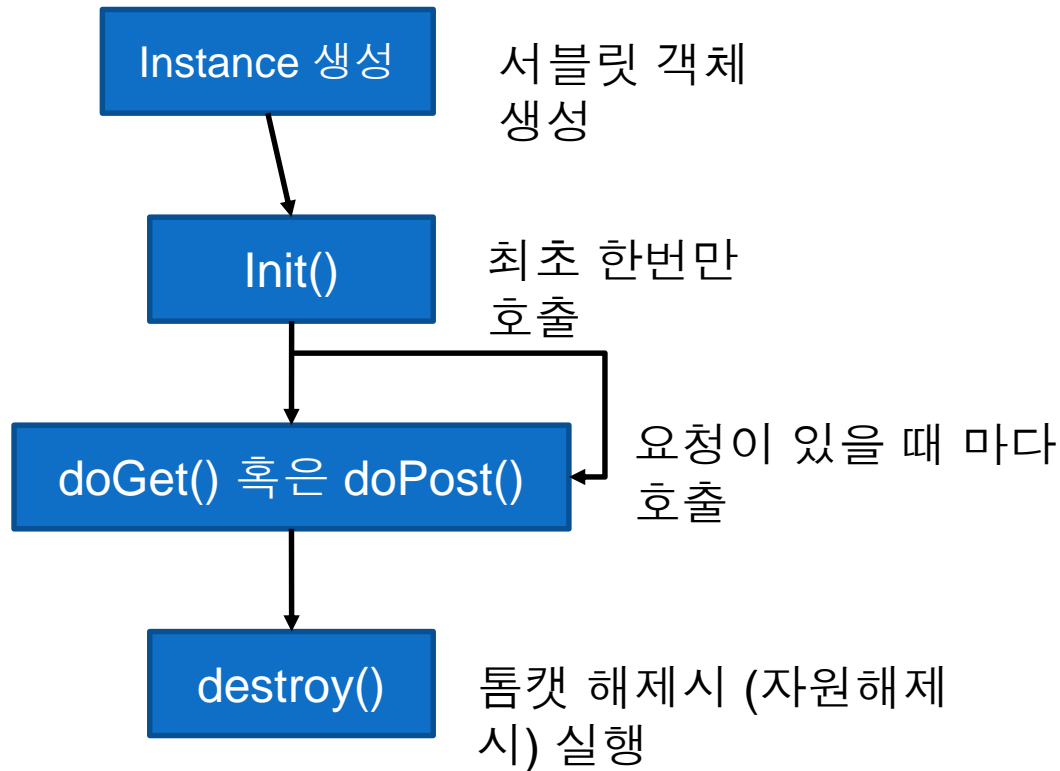 Instance 생성
서블릿 객체
생성
Init()
최초 한번만
호출
doGet() 혹은 doPost()
요청이 있을 때 마다
호출
destroy()
톰캣 해제시 (자원해제
시) 실행